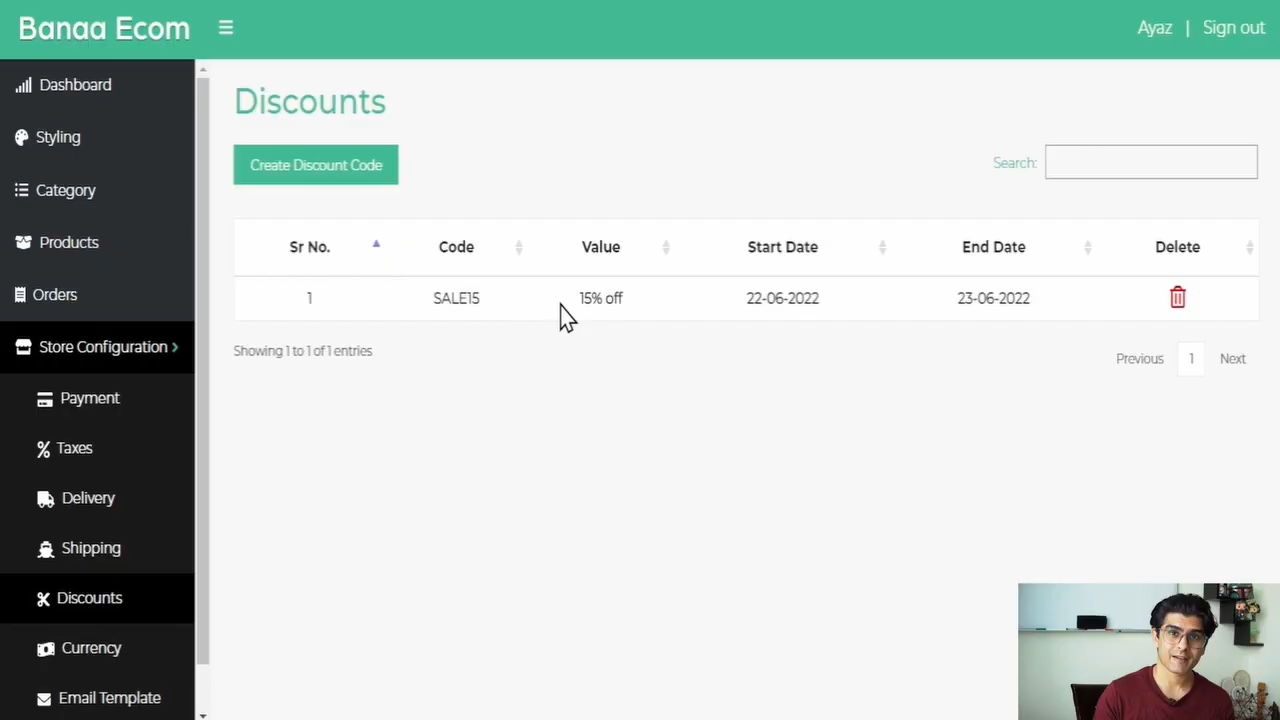 Banaa Ecom
Ayaz | Sign out
Dashboard
Styling
Category
Products
Orders
Store Configuration
Payment
Taxes
Delivery
Shipping
Discounts
Currency
Email Template
Discounts
Create Discount Code
Search:
Sr No. Code Value Start Date End Date Delete
1 SALE15 15% off 22-06-2022 23-06-2022
Showing 1 to 1 of 1 entries
Previous 1 Next